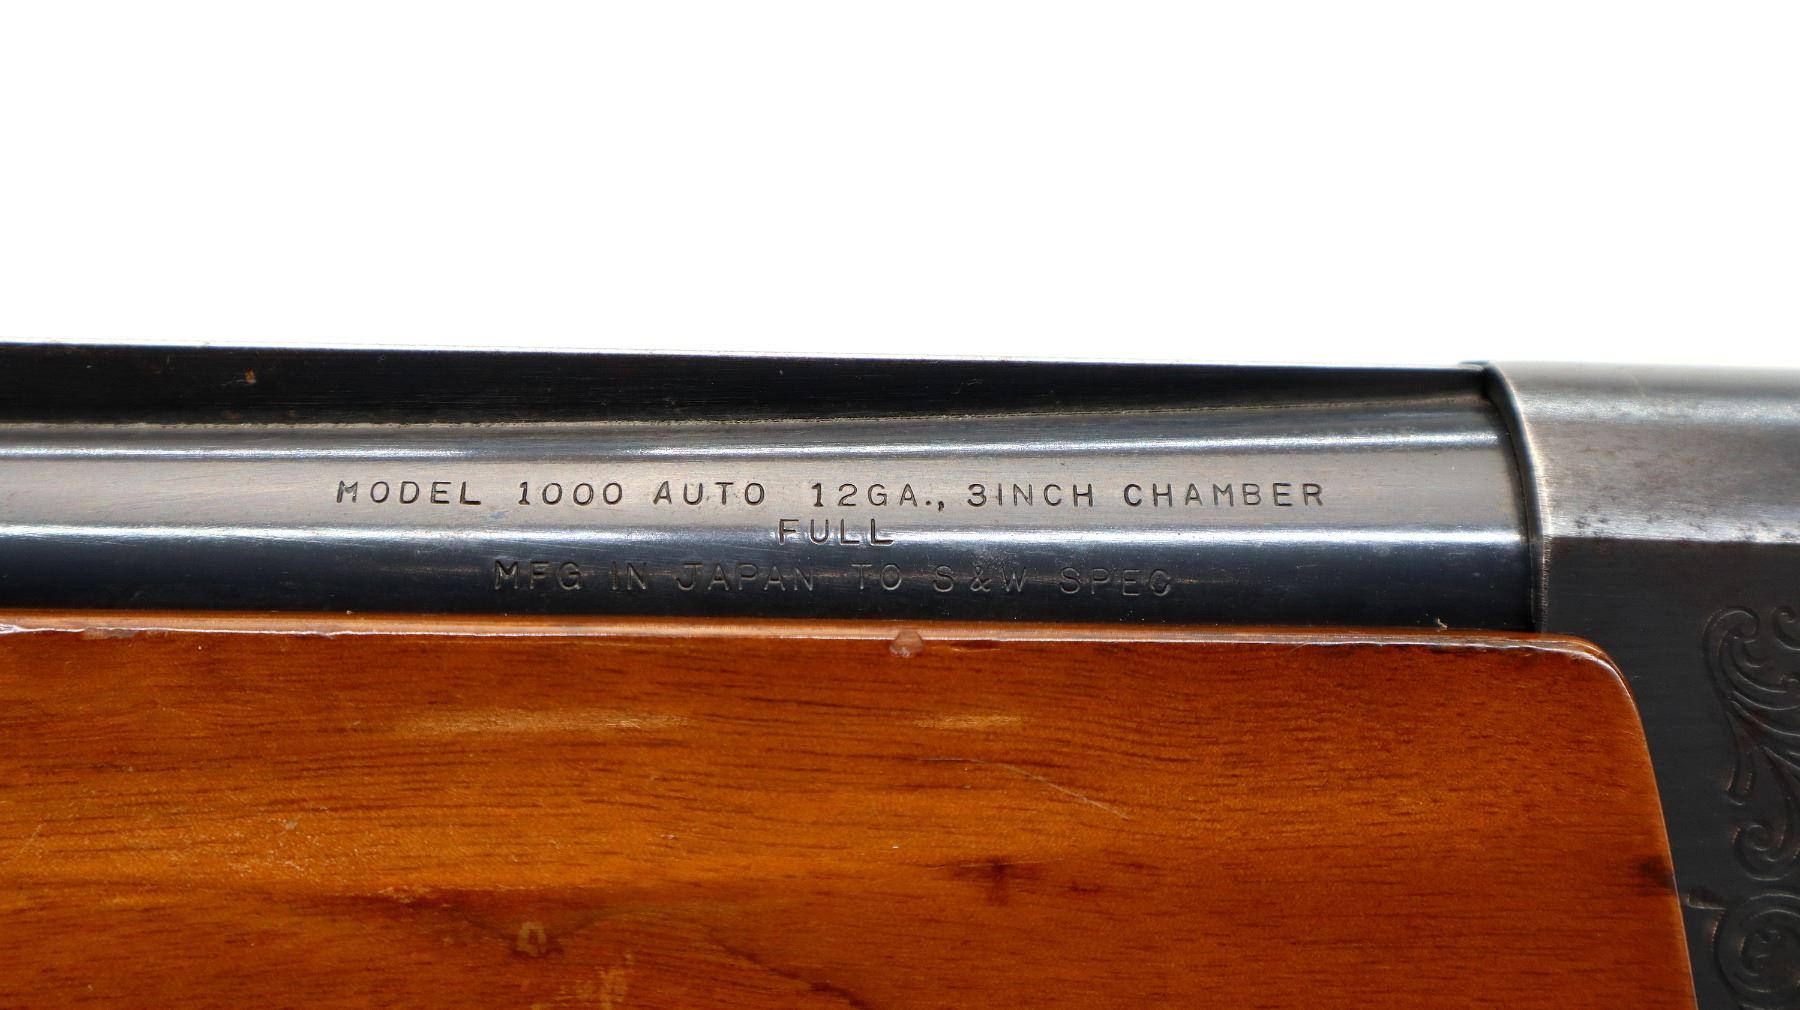 MODEL 1000 AUTO 12GA., 3INCH CHAMBER
FULL
MFG IN JAPAN TO S&W SPEC